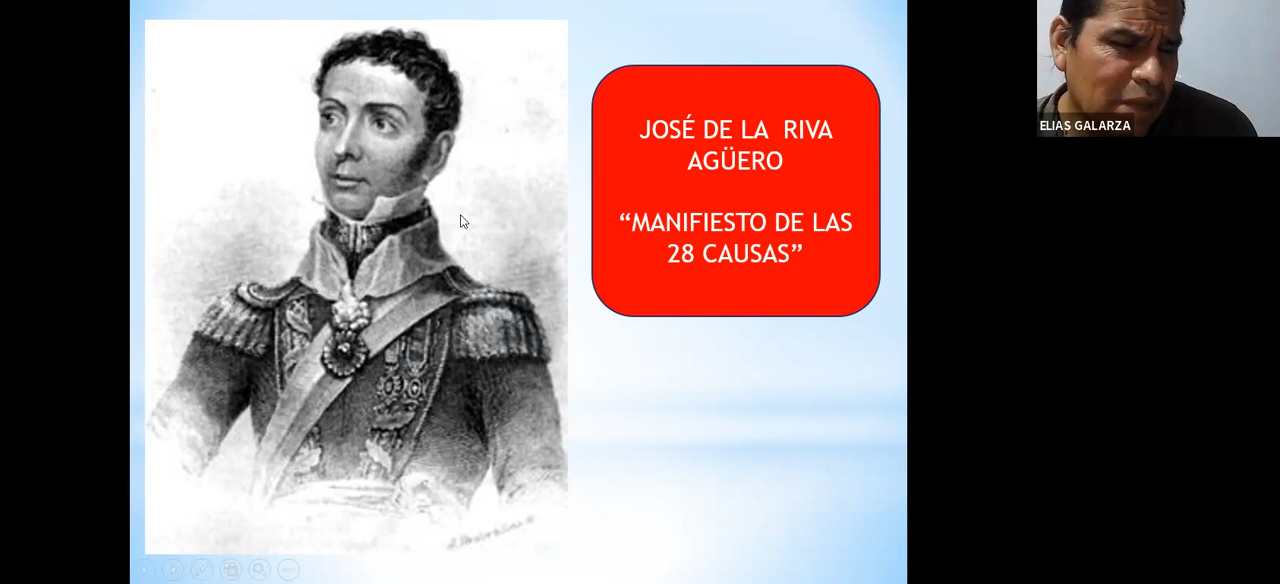 JOSÉ DE LA RIVA
AGÜERO
“MANIFIESTO DE LAS
28 CAUSAS”
ELIAS GALARZA